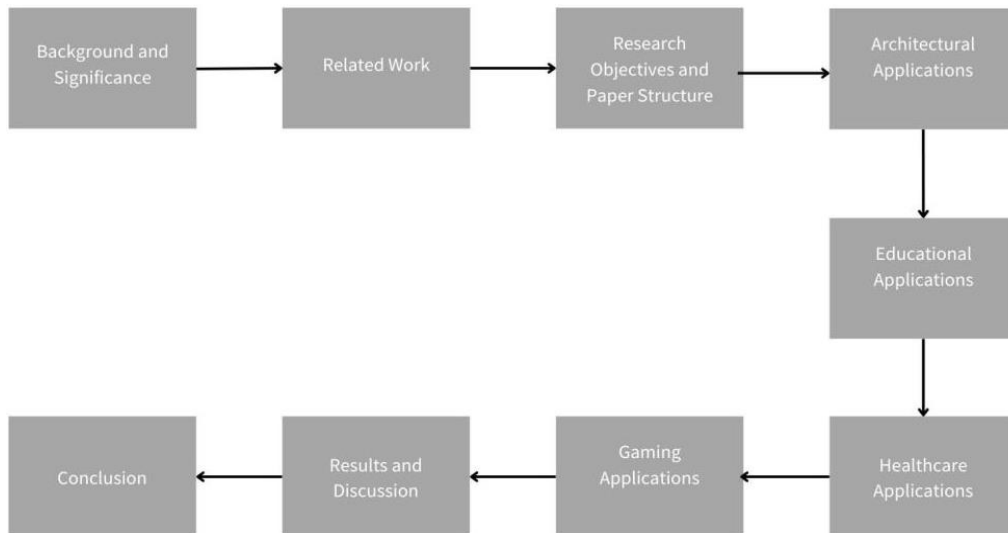 Background and
Significance
Related Work
Research
Objectives and
Paper Structure
Architectural
Applications
Educational
Applications
Healthcare
Applications
Gaming
Applications
Results and
Discussion
Conclusion